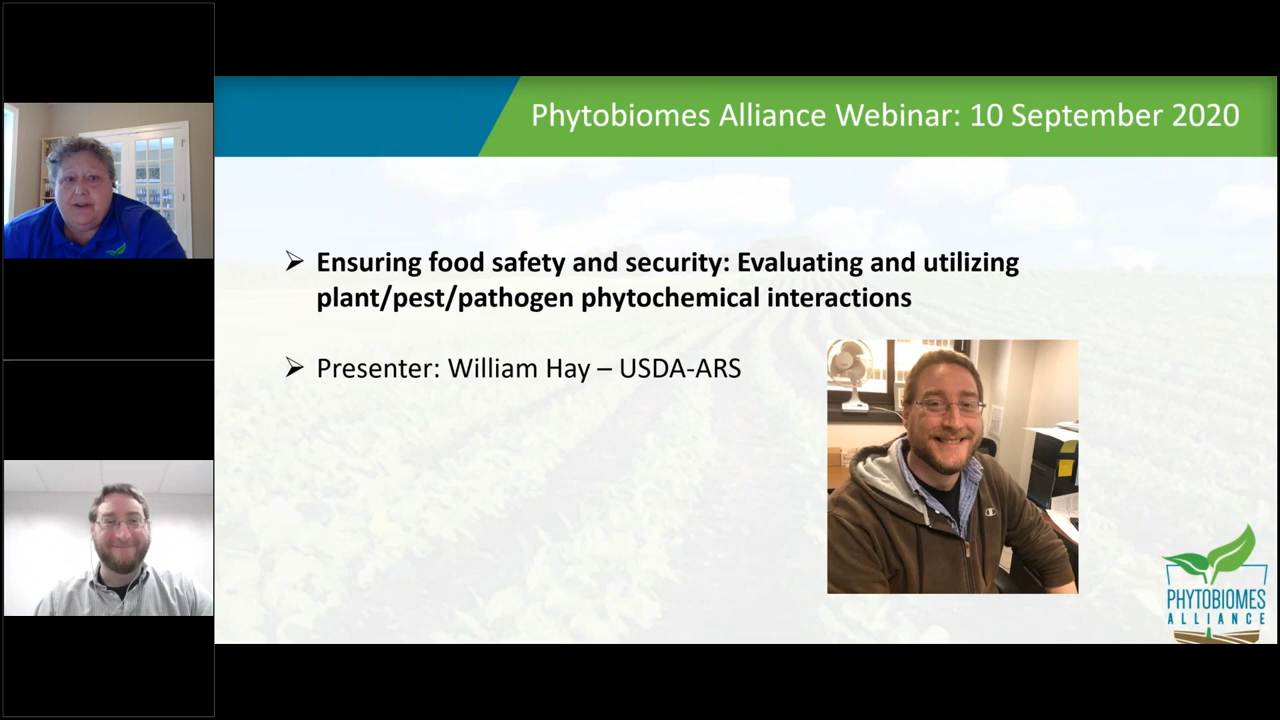 Phytobiomes Alliance Webinar: 10 September 2020
➢ Ensuring food safety and security: Evaluating and utilizing
plant/pest/pathogen phytochemical interactions
➢ Presenter: William Hay – USDA-ARS
PHYTOBIOMES
ALLIANCE